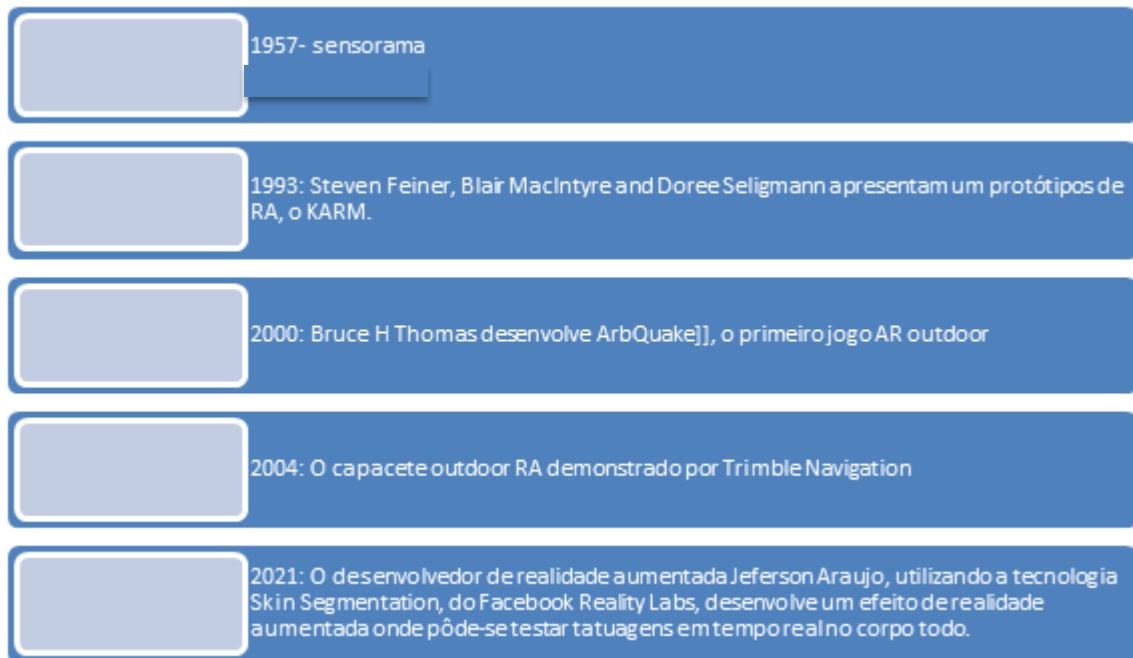 1957- sensorama
1993: Steven Feiner, Blair MacIntyre and Doree Seligmann apresentam um protótipos de
RA, o KARM.
2000: Bruce H Thomas desenvolve ArbQuake]], o primeiro jogo AR outdoor
2004: O capacete outdoor RA demonstrado por Trimble Navigation
2021: O desenvolvedor de realidade aumentada Jeferson Araujo, utilizando a tecnologia
Skin Segmentation, do Facebook Reality Labs, desenvolve um efeito de realidade
aumentada onde pôde-se testar tatuagens em tempo real no corpo todo.